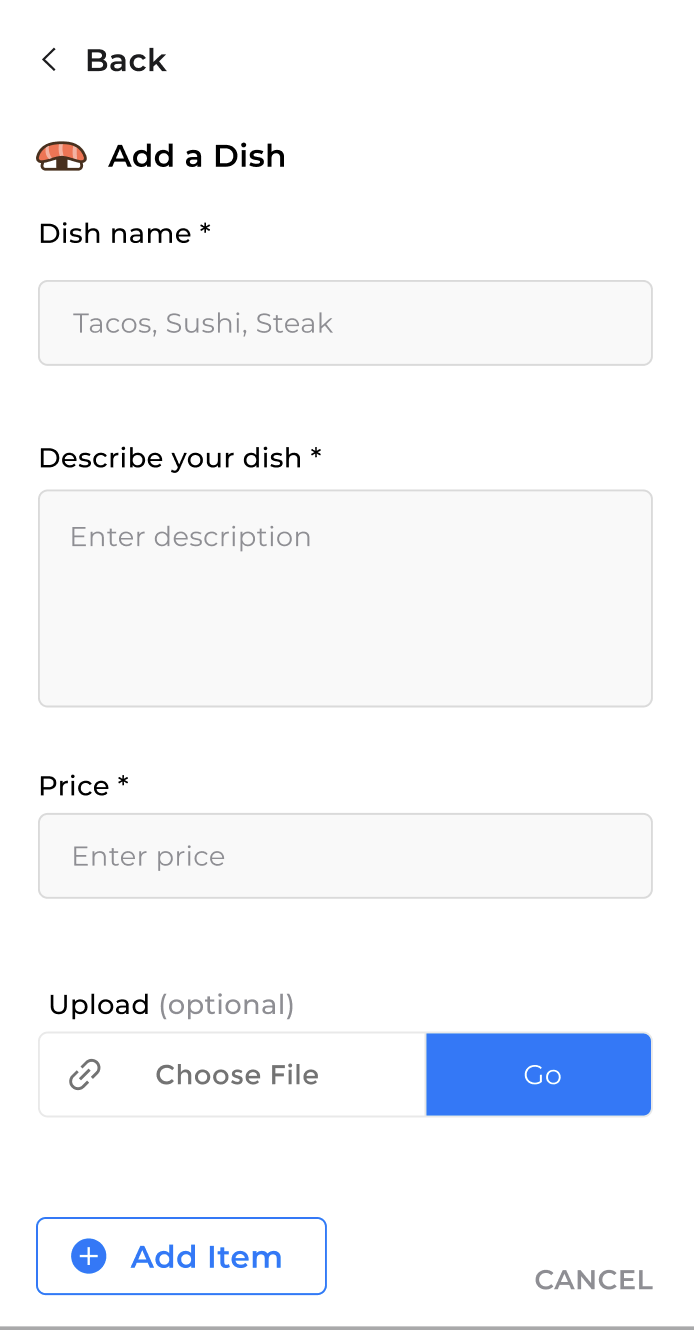 Back
Add a Dish
Dish name *
Tacos, Sushi, Steak
Describe your dish *
Enter description
Price *
Enter price
Upload (optional)
Choose File
Go
Add Item
CANCEL